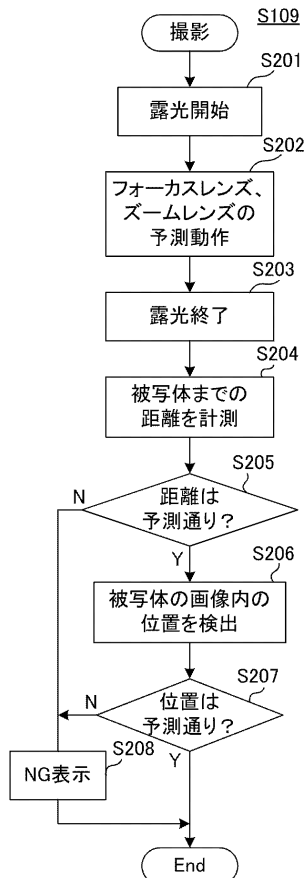 撮影
S109
S201
露光開始
S202
フォーカスレンズ、
ズームレンズの
予測動作
S203
露光終了
S204
被写体までの
距離を計測
S205
N
距離は
予測通り？
Y
S206
被写体の画像内の
位置を検出
S207
N
位置は
予測通り？
S208
Y
NG表示
End